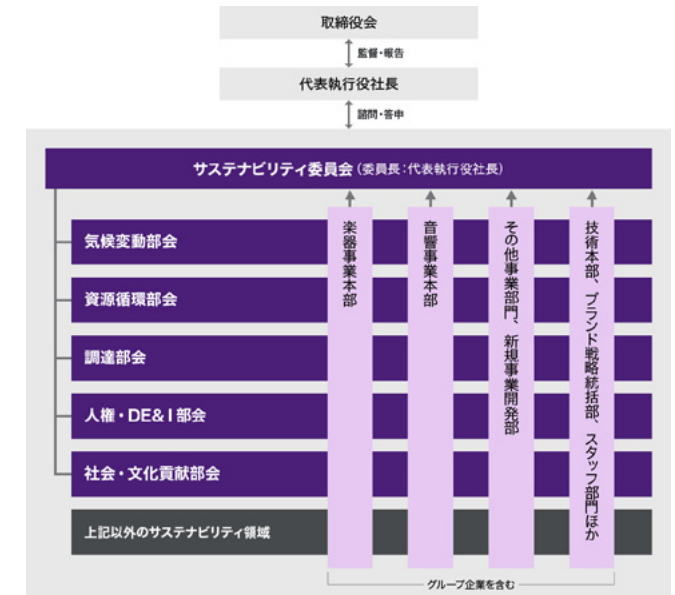 取締役会
監督・報告
代表執行役社長
諮問・答申
サステナビリティ委員会（委員長：代表執行役社長）
気候変動部会
資源循環部会
調達部会
人権・DE&I部会
社会・文化貢献部会
上記以外のサステナビリティ領域
楽器事業本部
音響事業本部
その他事業部門、新規事業開発部
技術本部、ブランド戦略統括部、スタッフ部門ほか
グループ企業を含む